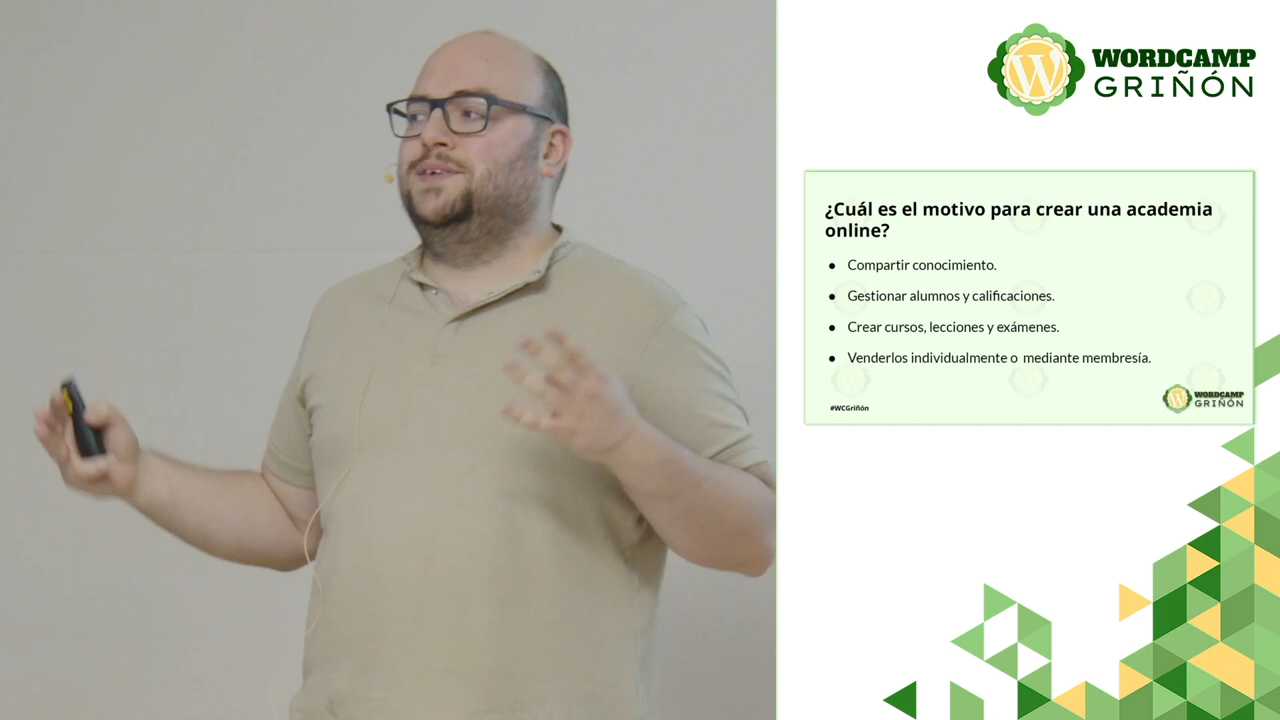 WORDCAMP
GRIÑÓN
¿Cuál es el motivo para crear una academia
online?
● Compartir conocimiento.
● Gestionar alumnos y calificaciones.
● Crear cursos, lecciones y exámenes.
● Venderlos individualmente o mediante membresía.
#WCGriñón
WORDCAMP
GRIÑÓN